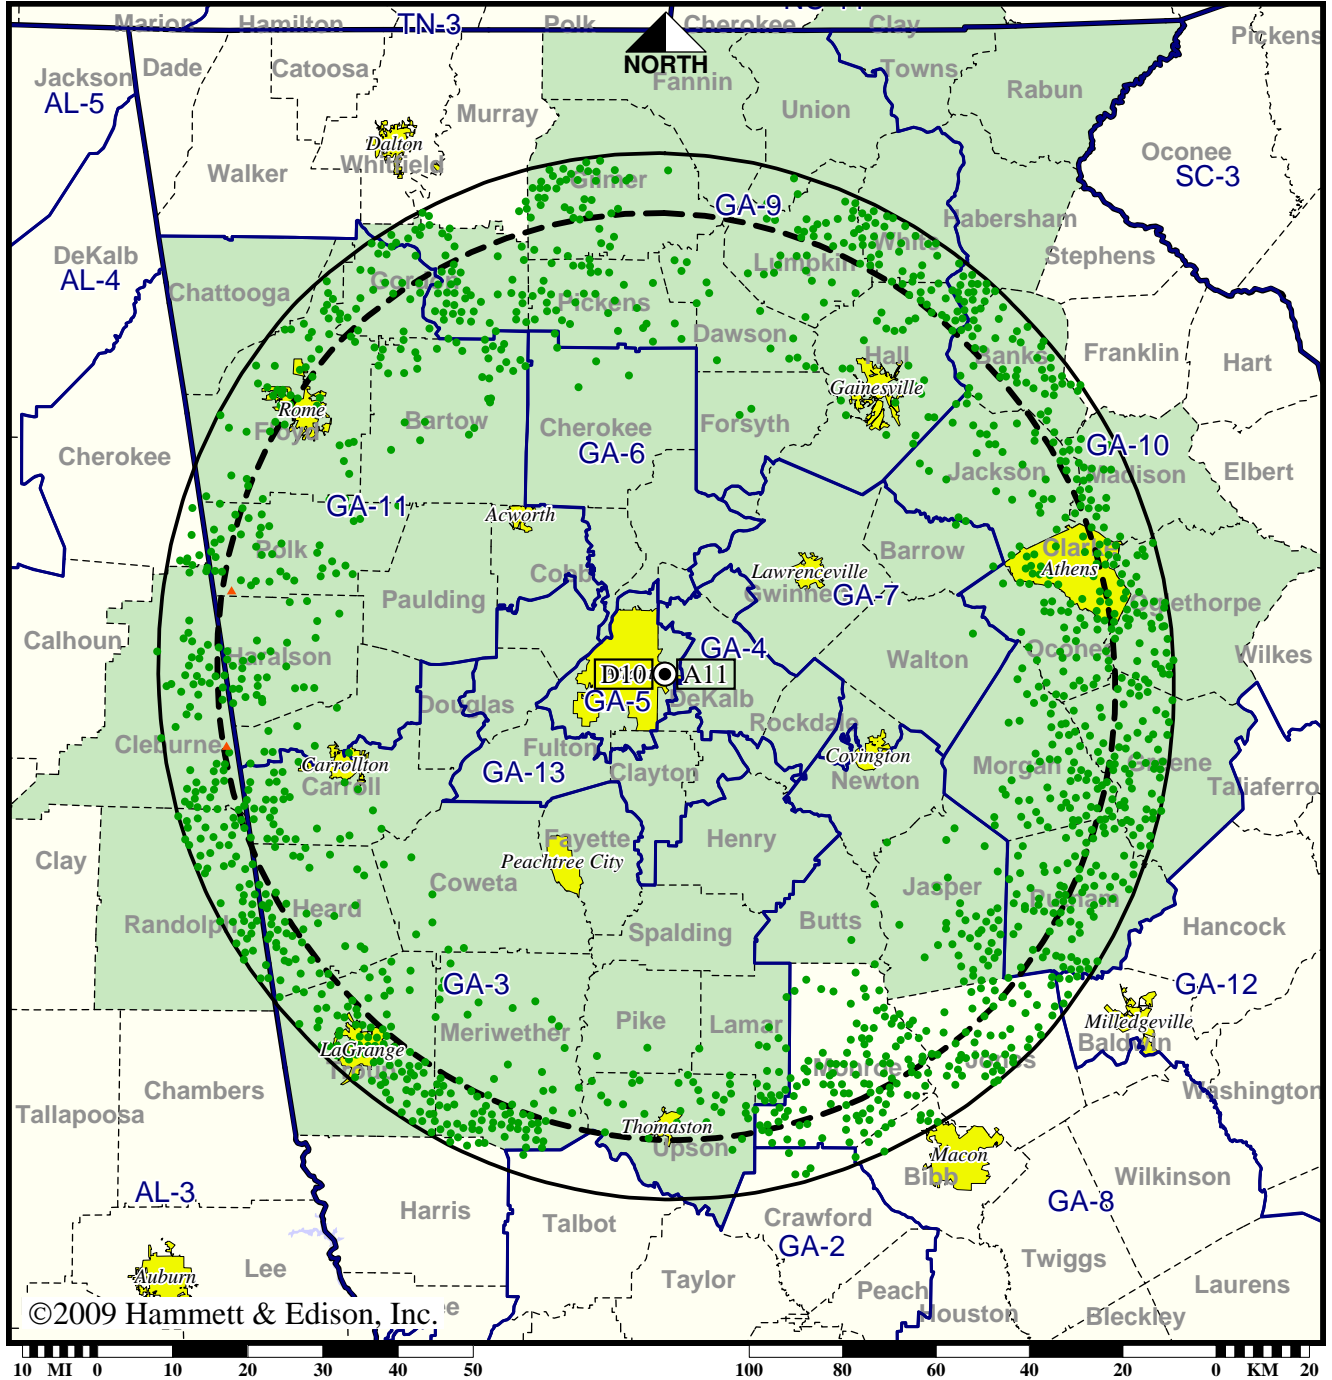 Marion
Hamilton
TN-3
Polk
Cherokee
Clay
Pickens
Jackson
AL-5
Dade
Catoosa
Murray
NORTH
Fannin
Towns
Union
Rabun
Walker
Dalton
Whitfield
Gilmer
Oconee
SC-3
GA-9
Habersham
White
Stephens
DeKalb
AL-4
Chattooga
Gordon
Lumpkin
Pickens
Dawson
Hall
Banks
Franklin
Hart
Gainesville
Rome
Floyd
Bartow
Cherokee
GA-6
Forsyth
GA-10
Cherokee
Jackson
Madison
Elbert
GA-11
Acworth
Polk
Cobb
Lawrenceville
Gwinne
GA-7
Barrow
Clarke
Athens
Paulding
Oglethorpe
Calhoun
Haralson
GA-4
Walton
Oconee
Wilkes
D10
A11
GA-5
DeKalb
Douglas
Rockdale
Cleburne
Fulton
GA-13
Clayton
Carrollton
Carroll
Covington
Newton
Morgan
Greene
Taliaferro
Clay
Fayette
Peachtree City
Henry
Coweta
Jasper
Putnam
Randolph
Heard
Spalding
Butts
Hancock
GA-3
GA-12
Meriwether
Pike
Lamar
Milledgeville
Baldwin
LaGrange
Troup
Monroe
Jones
Chambers
Tallapoosa
Washington
Thomaston
Upson
Macon
Bibb
Wilkinson
AL-3
Harris
Talbot
Crawford
GA-2
GA-8
Twiggs
Auburn
Lee
Taylor
Peach
Houston
Laurens
Bleckley
©2009 Hammett & Edison, Inc.
10 MI 0 10 20 30 40 50
100 80 60 40 20 0 KM 20